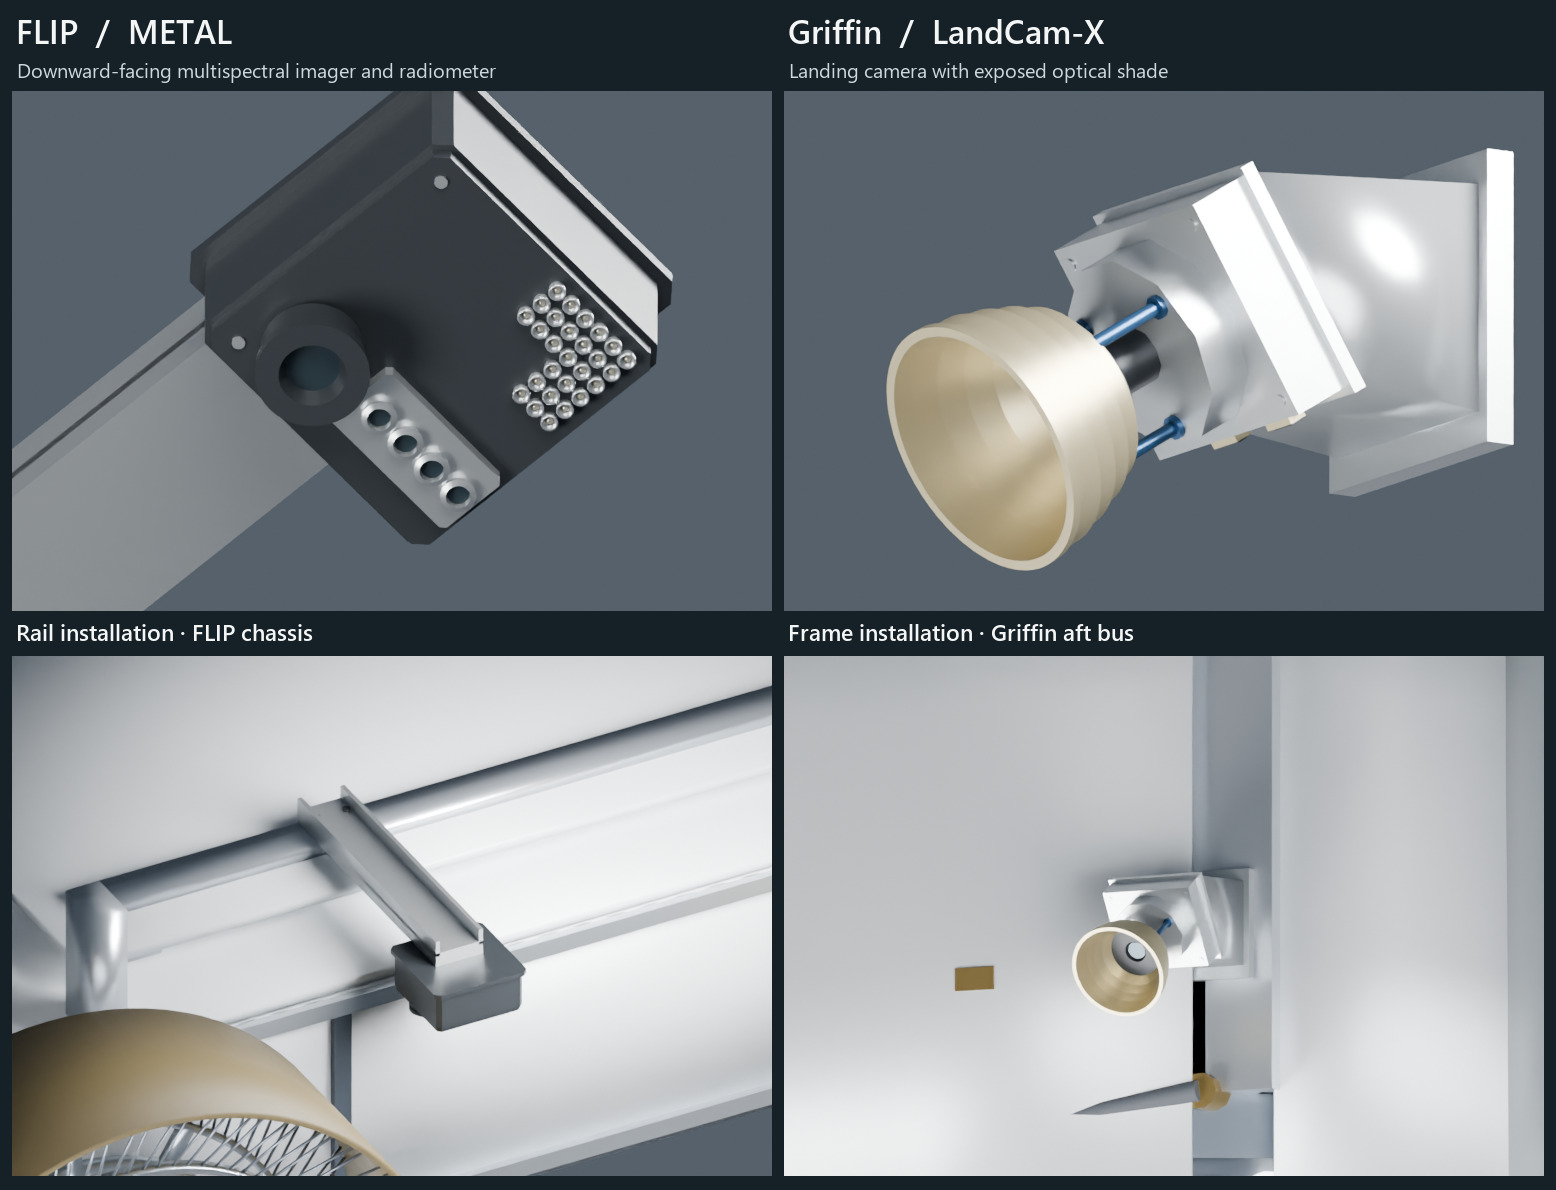 FLIP / METAL
Downward-facing multispectral imager and radiometer
Griffin / LandCam-X
Landing camera with exposed optical shade
Rail installation · FLIP chassis
Frame installation · Griffin aft bus